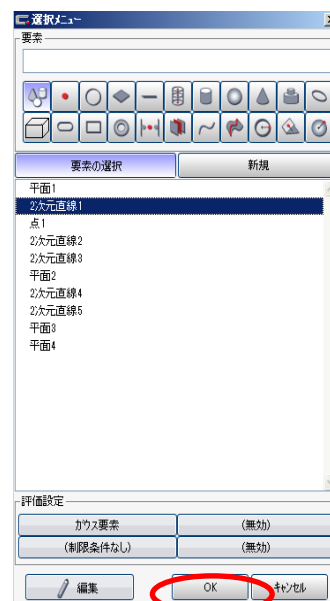 選択メニュー
要素
要素の選択 新規
平面1
2次元直線1
点1
2次元直線2
2次元直線3
平面2
2次元直線4
2次元直線5
平面3
平面4
評価設定
ガウス要素 (無効)
(制限条件なし) (無効)
編集 OK キャンセル